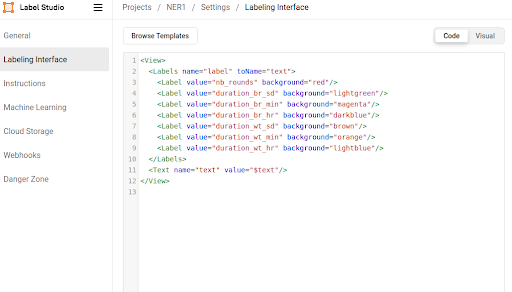 Label Studio
Projects / NER1 / Settings / Labeling Interface
General
Labeling Interface
Instructions
Machine Learning
Cloud Storage
Webhooks
Danger Zone
Browse Templates
Code
Visual
1 <View>
2 <Labels name="label" toName="text">
3 <Label value="nb_rounds" background="red"/>
4 <Label value="duration_br_sd" background="lightgreen"/>
5 <Label value="duration_br_min" background="magenta"/>
6 <Label value="duration_br_hr" background="darkblue"/>
7 <Label value="duration_wt_sd" background="brown"/>
8 <Label value="duration_wt_min" background="orange"/>
9 <Label value="duration_wt_hr" background="lightblue"/>
10 </Labels>
11 <Text name="text" value="$text"/>
12 </View>
13